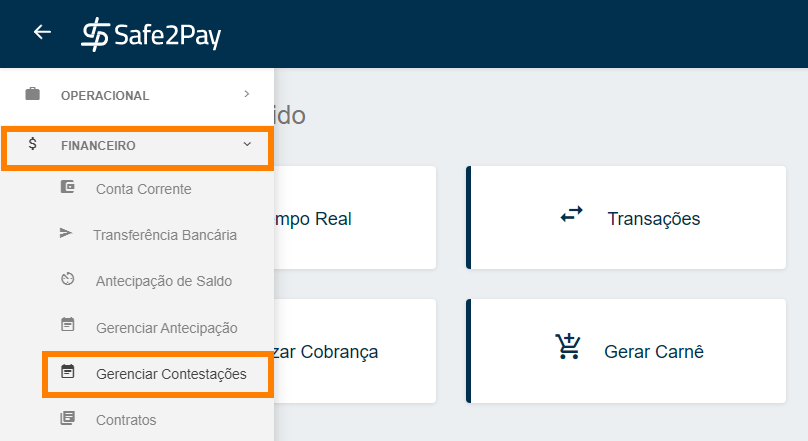 Safe2Pay
OPERACIONAL
ido
FINANCEIRO
Conta Corrente
mpo Real
Transações
Transferência Bancária
Antecipação de Saldo
Gerenciar Antecipação
zar Cobrança
Gerar Carnê
Gerenciar Contestações
Contratos